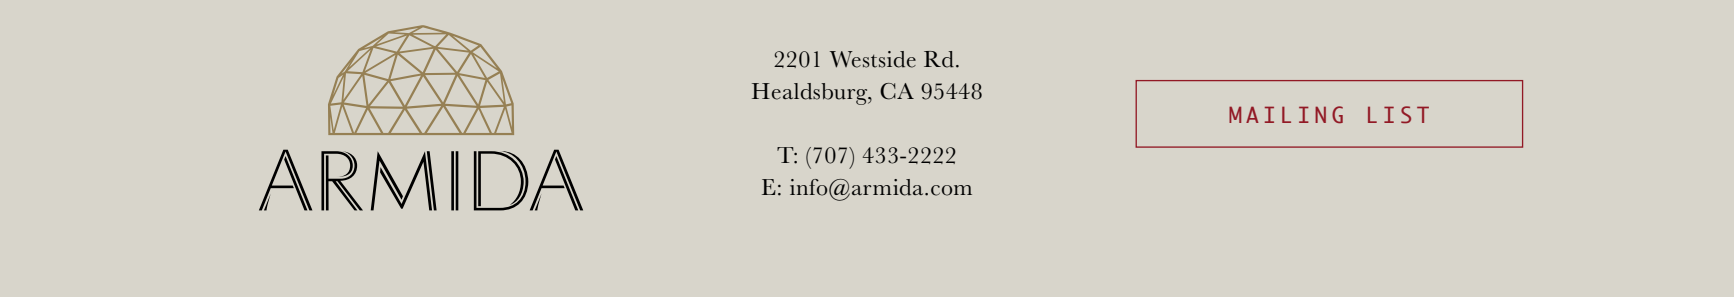 ARMIDA
2201 Westside Rd.
Healdsburg, CA 95448
T: (707) 433-2222
E: info@armida.com
MAILING LIST